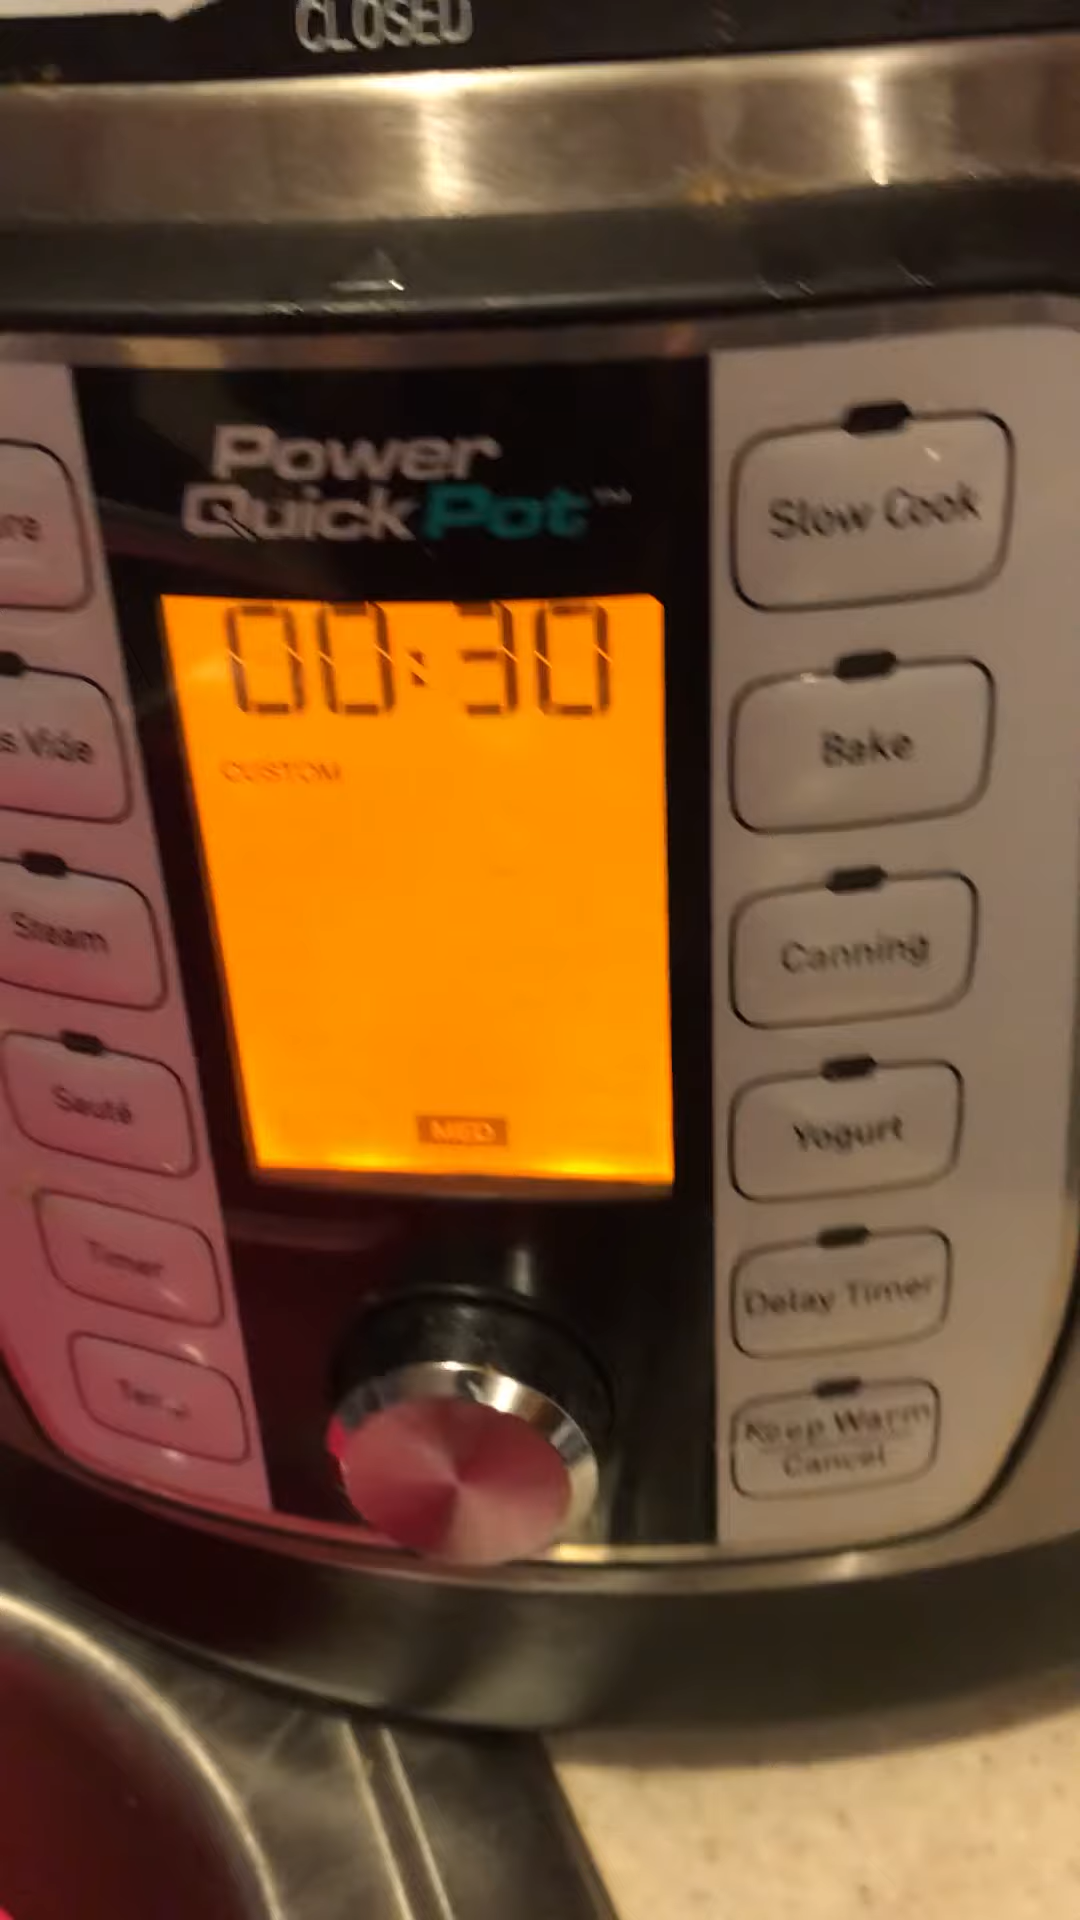 CLOSED
Power
QuickPot™
Slow Cook
00:30
Bake
s Vide
CUSTOM
Canning
Steam
Sauté
MED
Yogurt
Timer
Delay Timer
Keep Warm
Cancel